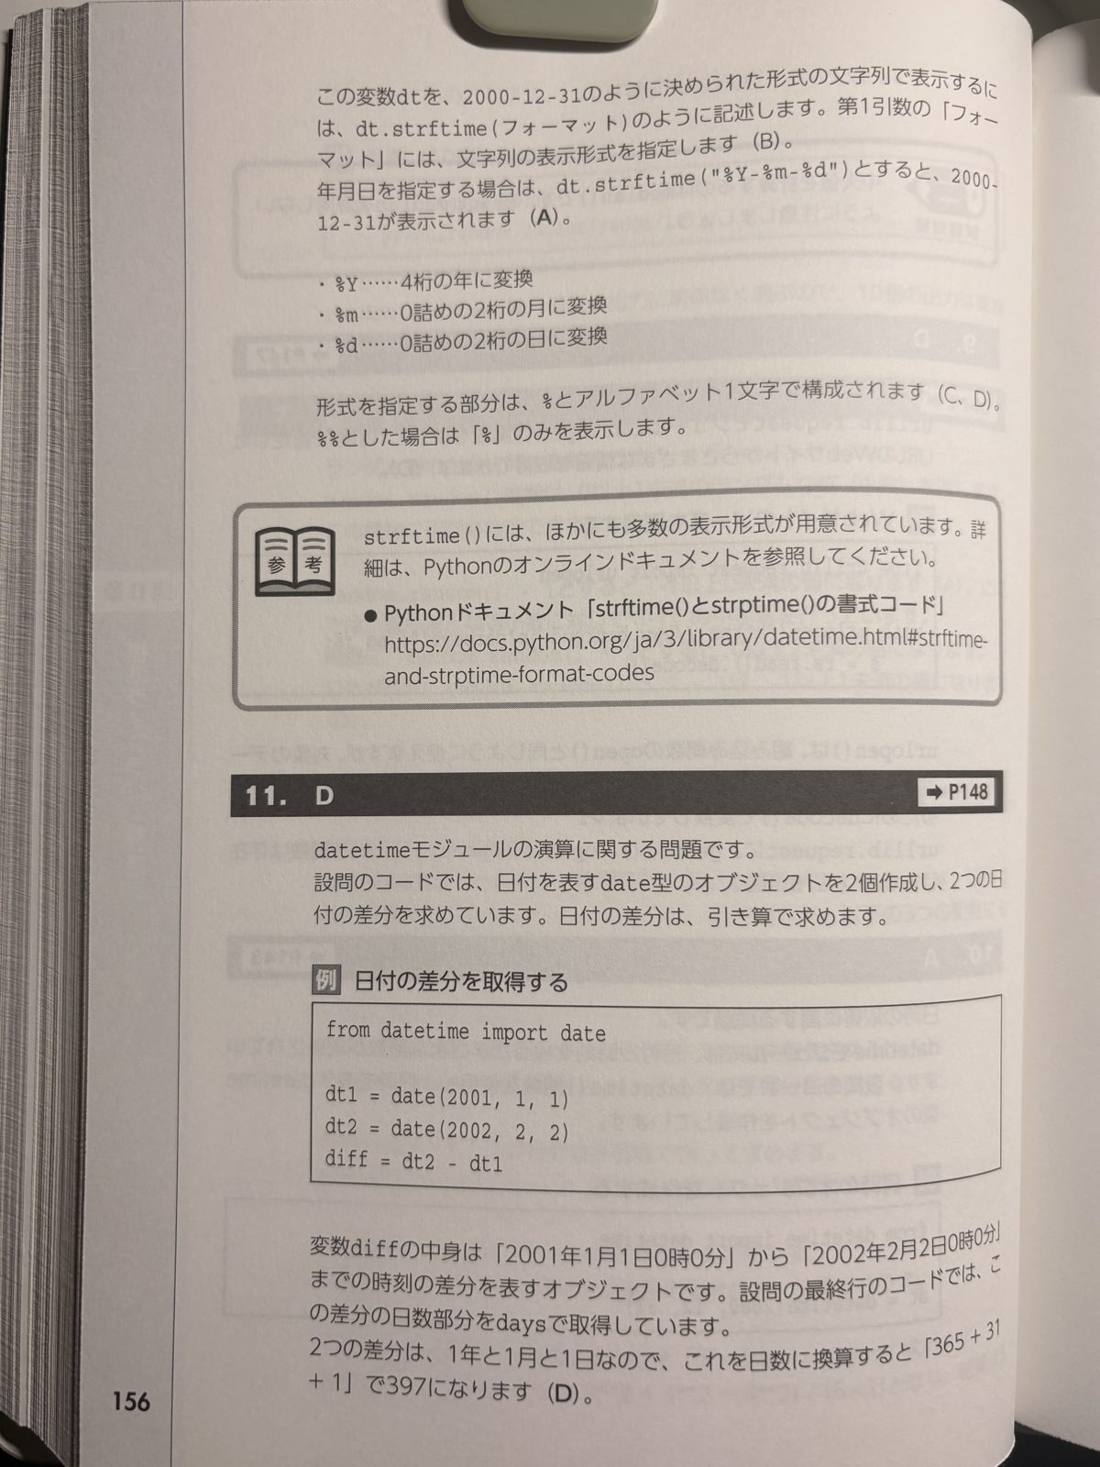 この変数dtを、2000-12-31のように決められた形式の文字列で表示するに
は、dt.strftime(フォーマット)のように記述します。第1引数の「フォー
マット」には、文字列の表示形式を指定します（B）。
年月日を指定する場合は、dt.strftime("%Y-%m-%d")とすると、2000-
12-31が表示されます（A）。
・%Y……4桁の年に変換
・%m……0詰めの2桁の月に変換
・%d……0詰めの2桁の日に変換
形式を指定する部分は、%とアルファベット1文字で構成されます（C、D）。
%%とした場合は「%」のみを表示します。
参考
strftime()には、ほかにも多数の表示形式が用意されています。詳
細は、Pythonのオンラインドキュメントを参照してください。
● Pythonドキュメント「strftime()とstrptime()の書式コード」
https://docs.python.org/ja/3/library/datetime.html#strftime-
and-strptime-format-codes
11. D ➡P148
datetimeモジュールの演算に関する問題です。
設問のコードでは、日付を表すdate型のオブジェクトを2個作成し、2つの日
付の差分を求めています。日付の差分は、引き算で求めます。
例 日付の差分を取得する
from datetime import date
dt1 = date(2001, 1, 1)
dt2 = date(2002, 2, 2)
diff = dt2 - dt1
変数diffの中身は「2001年1月1日0時0分」から「2002年2月2日0時0分」
までの時刻の差分を表すオブジェクトです。設問の最終行のコードでは、こ
の差分の日数部分をdaysで取得しています。
2つの差分は、1年と1月と1日なので、これを日数に換算すると「365 + 31
+ 1」で397になります（D）。
156